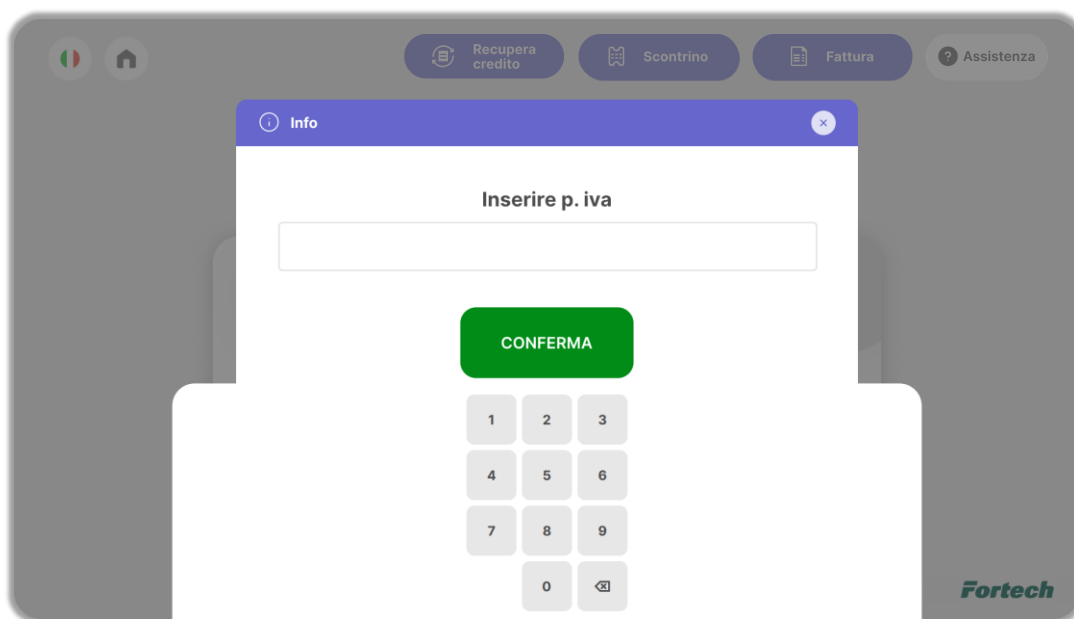 Recupera
credito
Scontrino
Fattura
? Assistenza
i Info
Inserire p. iva
CONFERMA
1 2 3
4 5 6
7 8 9
0
Fortech